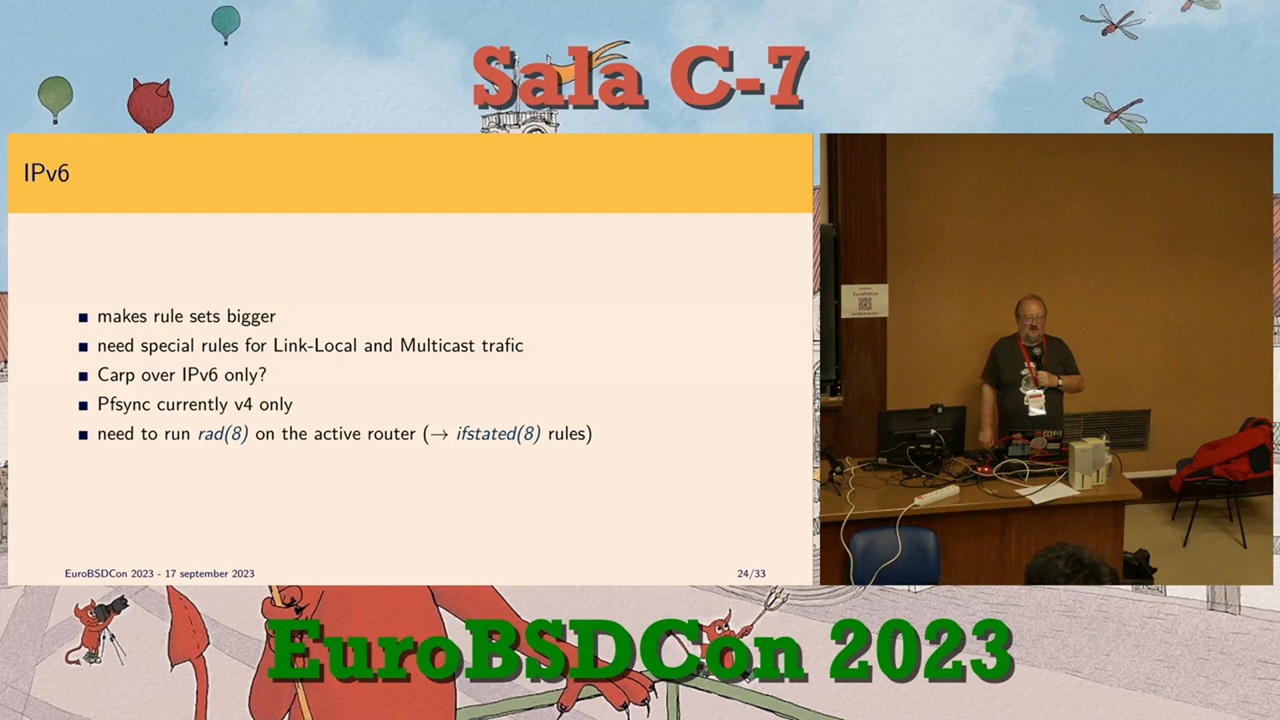 Sala C-7
IPv6
makes rule sets bigger
need special rules for Link-Local and Multicast trafic
Carp over IPv6 only?
Pfsync currently v4 only
need to run rad(8) on the active router (→ ifstated(8) rules)
EuroBSDCon 2023 - 17 september 2023
24/33
EuroBSDCon 2023